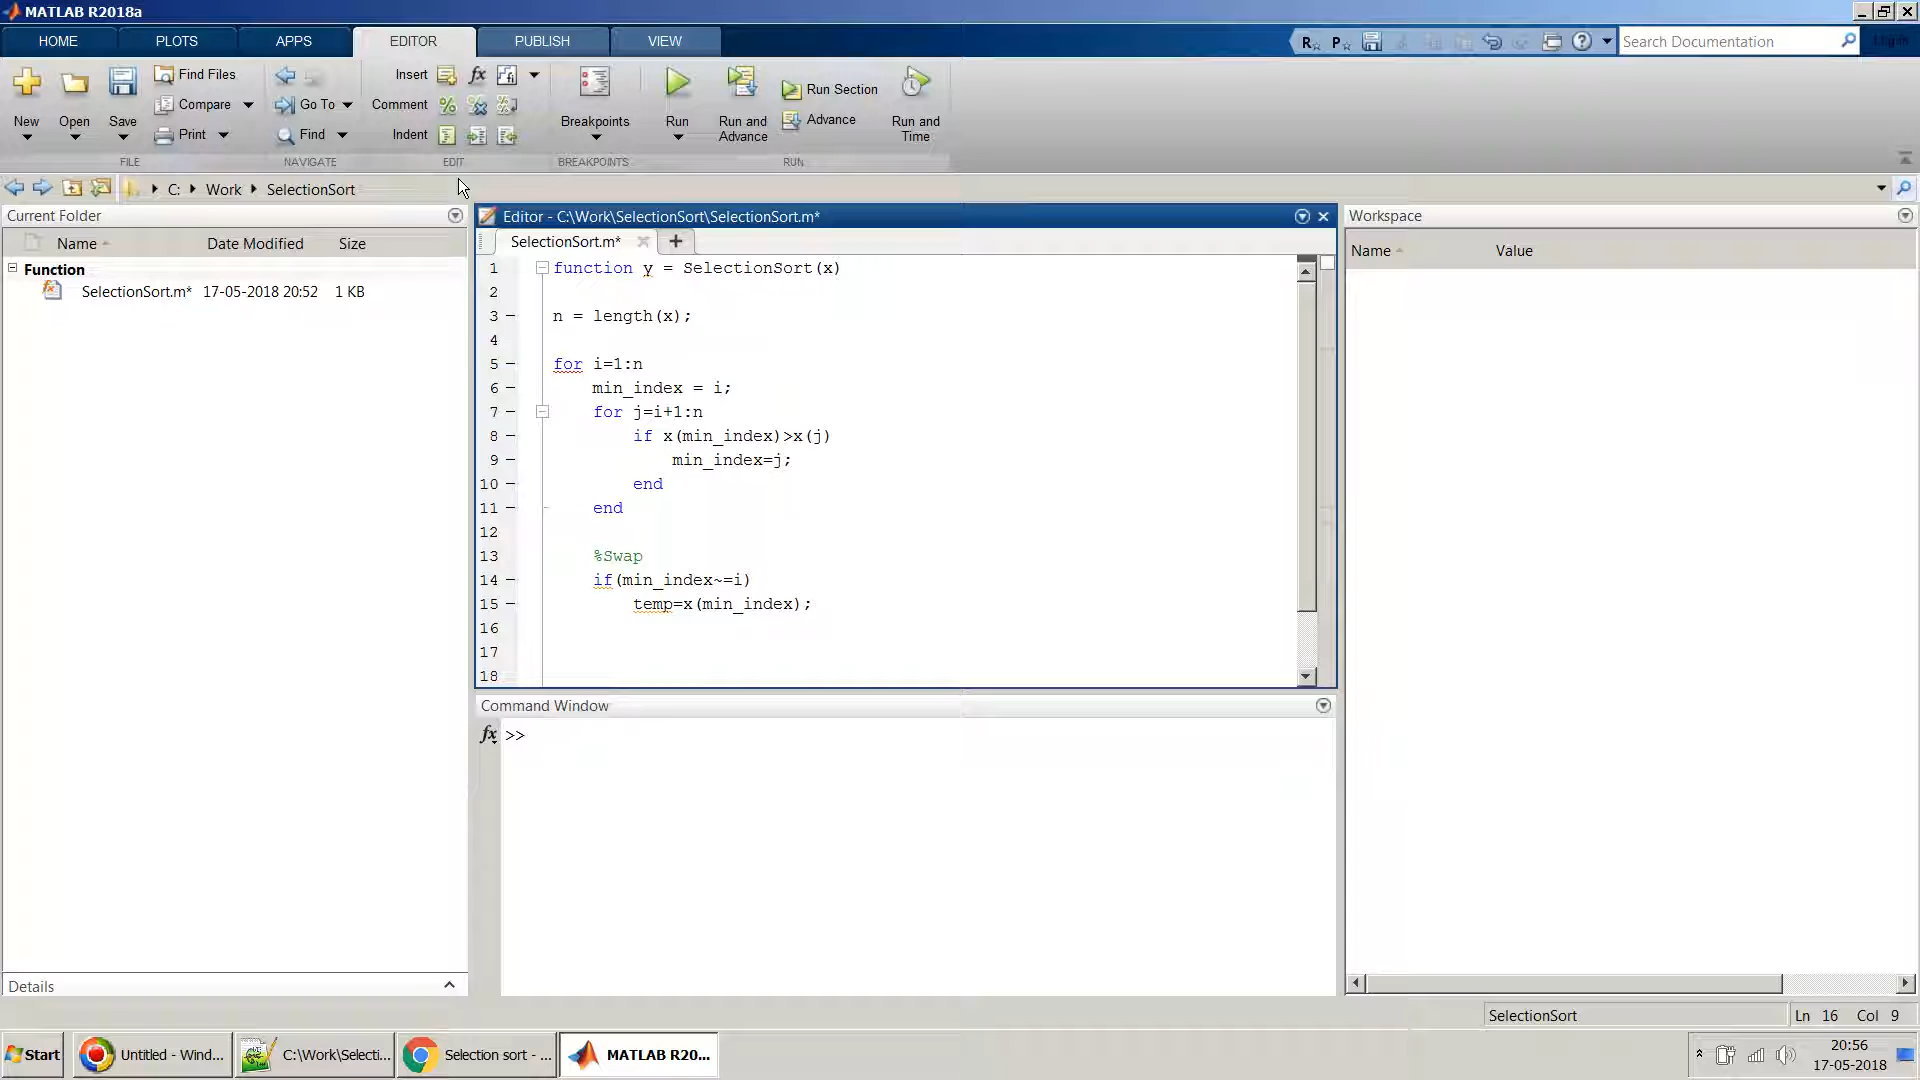 MATLAB R2018a
HOME PLOTS APPS EDITOR PUBLISH VIEW
Search Documentation
New Open Save
Find Files
Compare
Print
Go To
Find
Insert
Comment
Indent
Breakpoints
Run
Run and Advance
Run Section
Advance
Run and Time
FILE NAVIGATE EDIT BREAKPOINTS RUN
C: Work SelectionSort
Current Folder
Name Date Modified Size
Function
SelectionSort.m* 17-05-2018 20:52 1 KB
Details
Editor - C:\Work\SelectionSort\SelectionSort.m*
SelectionSort.m*
1 function y = SelectionSort(x)
2
3 n = length(x);
4
5 for i=1:n
6 min_index = i;
7 for j=i+1:n
8 if x(min_index)>x(j)
9 min_index=j;
10 end
11 end
12
13 %Swap
14 if(min_index~=i)
15 temp=x(min_index);
16
17
18
Command Window
fx >>
Workspace
Name Value
SelectionSort Ln 16 Col 9
Start
Untitled - Wind...
C:\Work\Selecti...
Selection sort - ...
MATLAB R20...
20:56
17-05-2018